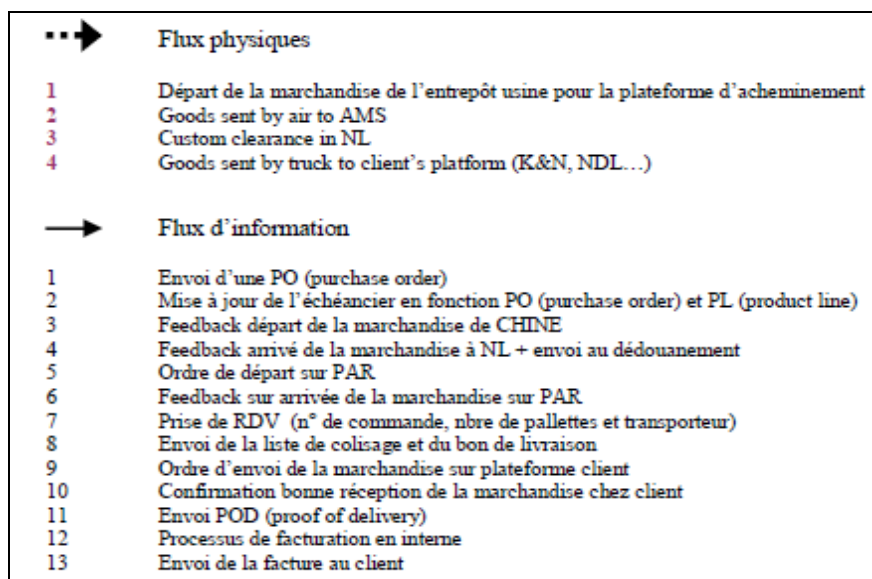 Flux physiques
1 Départ de la marchandise de l'entrepôt usine pour la plateforme d'acheminement
2 Goods sent by air to AMS
3 Custom clearance in NL
4 Goods sent by truck to client's platform (K&N, NDL…)
Flux d'information
1 Envoi d'une PO (purchase order)
2 Mise à jour de l'échéancier en fonction PO (purchase order) et PL (product line)
3 Feedback départ de la marchandise de CHINE
4 Feedback arrivé de la marchandise à NL + envoi au dédouanement
5 Ordre de départ sur PAR
6 Feedback sur arrivée de la marchandise sur PAR
7 Prise de RDV (n° de commande, nbre de pallettes et transporteur)
8 Envoi de la liste de colisage et du bon de livraison
9 Ordre d'envoi de la marchandise sur plateforme client
10 Confirmation bonne réception de la marchandise chez client
11 Envoi POD (proof of delivery)
12 Processus de facturation en interne
13 Envoi de la facture au client